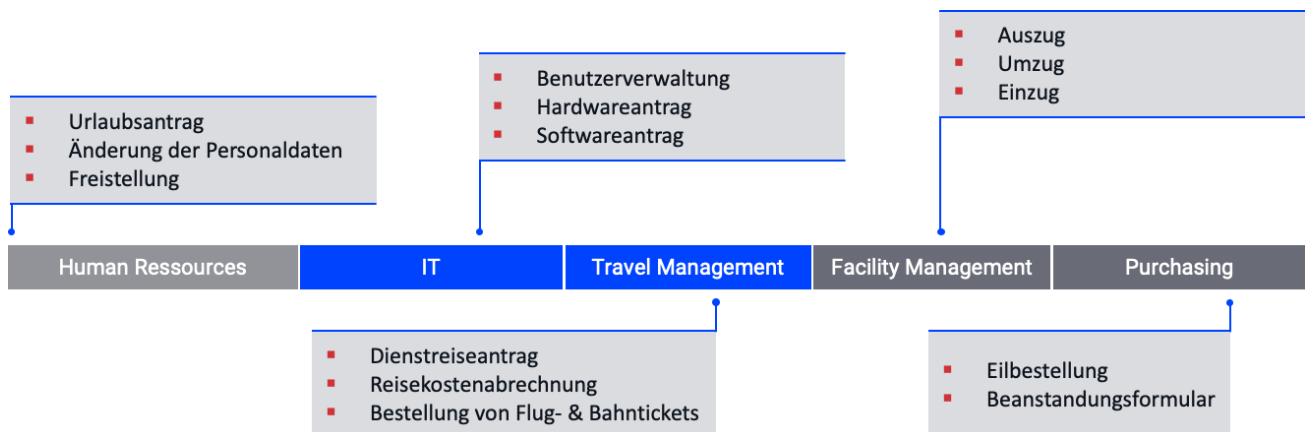 Auszug
Umzug
Einzug
Benutzerverwaltung
Hardwareantrag
Softwareantrag
Urlaubsantrag
Änderung der Personaldaten
Freistellung
Human Ressources
IT
Travel Management
Facility Management
Purchasing
Dienstreiseantrag
Reisekostenabrechnung
Bestellung von Flug- & Bahntickets
Eilbestellung
Beanstandungsformular